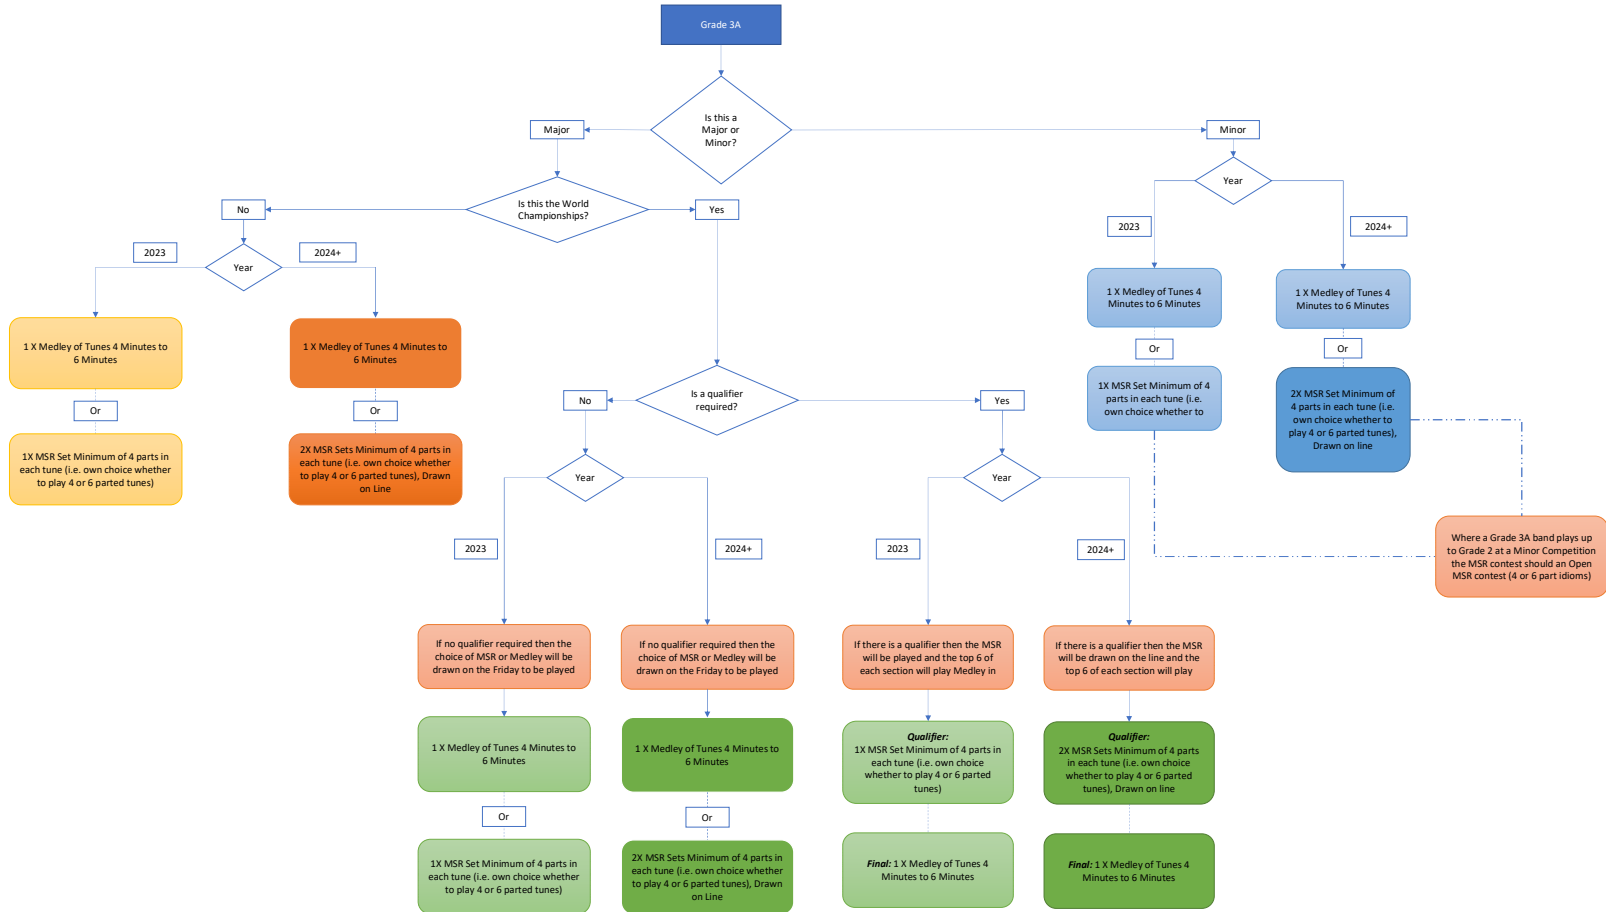 Grade 3A
Is this a
Major or
Minor?
Major
Minor
Is this the World
Championships?
Year
No
Yes
2023
2024+
2023
2024+
Year
1 X Medley of Tunes 4
Minutes to 6 Minutes
1 X Medley of Tunes 4
Minutes to 6 Minutes
1 X Medley of Tunes 4 Minutes to
6 Minutes
1 X Medley of Tunes 4 Minutes to
6 Minutes
Or
Or
Is a qualifier
required?
No
Yes
1X MSR Set Minimum of 4
parts in each tune (i.e.
own choice whether to
2X MSR Set Minimum of
4 parts in each tune (i.e.
own choice whether to
play 4 or 6 parted tunes),
Drawn on line
Or
Or
1X MSR Set Minimum of 4 parts in
each tune (i.e. own choice whether
to play 4 or 6 parted tunes)
2X MSR Sets Minimum of 4 parts in
each tune (i.e. own choice whether
to play 4 or 6 parted tunes), Drawn
on Line
Year
Year
2023
2024+
2023
2024+
Where a Grade 3A band plays up
to Grade 2 at a Minor Competition
the MSR contest should an Open
MSR contest (4 or 6 part idioms)
If no qualifier required then the
choice of MSR or Medley will be
drawn on the Friday to be played
If no qualifier required then the
choice of MSR or Medley will be
drawn on the Friday to be played
If there is a qualifier then the MSR
will be played and the top 6 of
each section will play Medley in
If there is a qualifier then the MSR
will be drawn on the line and the
top 6 of each section will play
1 X Medley of Tunes 4 Minutes to
6 Minutes
1 X Medley of Tunes 4 Minutes to
6 Minutes
Qualifier:
1X MSR Set Minimum of 4 parts in
each tune (i.e. own choice
whether to play 4 or 6 parted
tunes)
Qualifier:
2X MSR Sets Minimum of 4 parts
in each tune (i.e. own choice
whether to play 4 or 6 parted
tunes), Drawn on line
Or
Or
1X MSR Set Minimum of 4 parts in
each tune (i.e. own choice whether
to play 4 or 6 parted tunes)
2X MSR Sets Minimum of 4 parts in
each tune (i.e. own choice whether
to play 4 or 6 parted tunes), Drawn
on Line
Final: 1 X Medley of Tunes 4
Minutes to 6 Minutes
Final: 1 X Medley of Tunes 4
Minutes to 6 Minutes